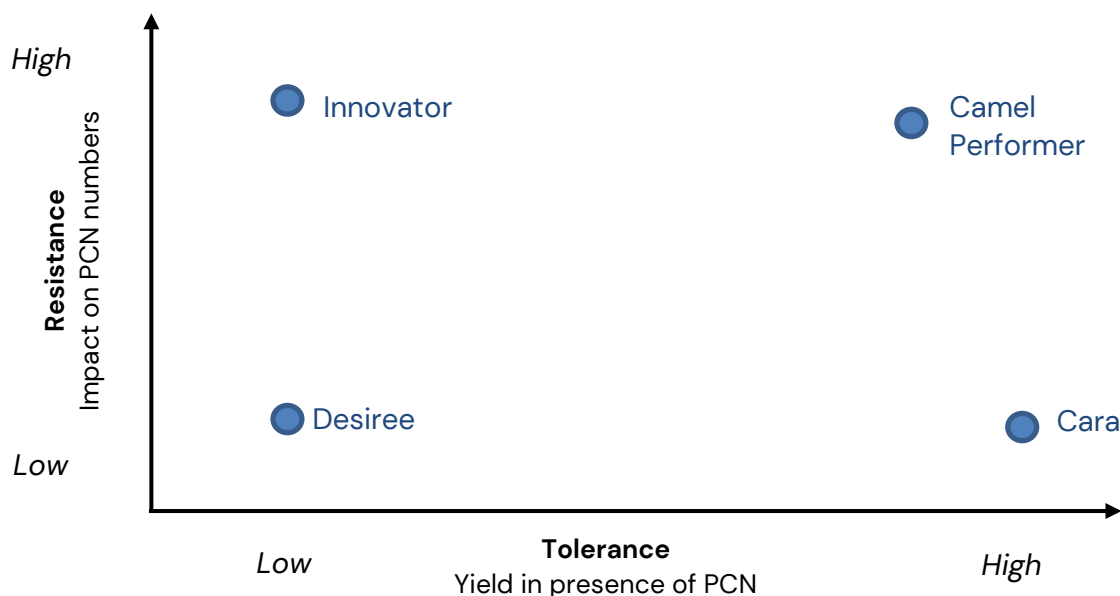 High
Innovator
Camel
Performer
Resistance
Impact on PCN numbers
Desiree
Cara
Low
Low
Tolerance
High
Yield in presence of PCN